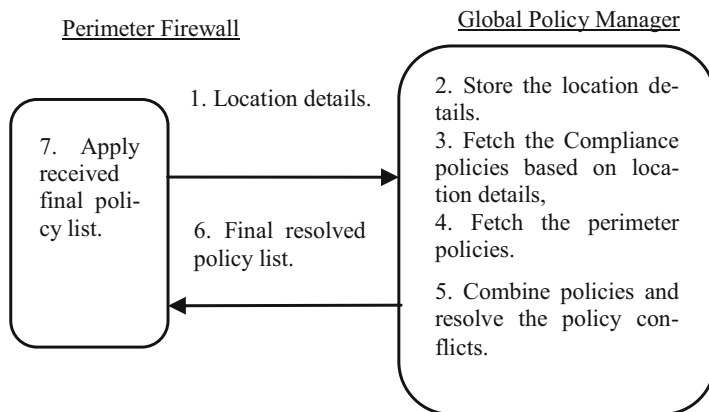 Perimeter Firewall
Global Policy Manager
1. Location details.
7. Apply
received
final poli-
cy list.
6. Final resolved
policy list.
2. Store the location de-
tails.
3. Fetch the Compliance
policies based on loca-
tion details,
4. Fetch the perimeter
policies.
5. Combine policies and
resolve the policy con-
flicts.